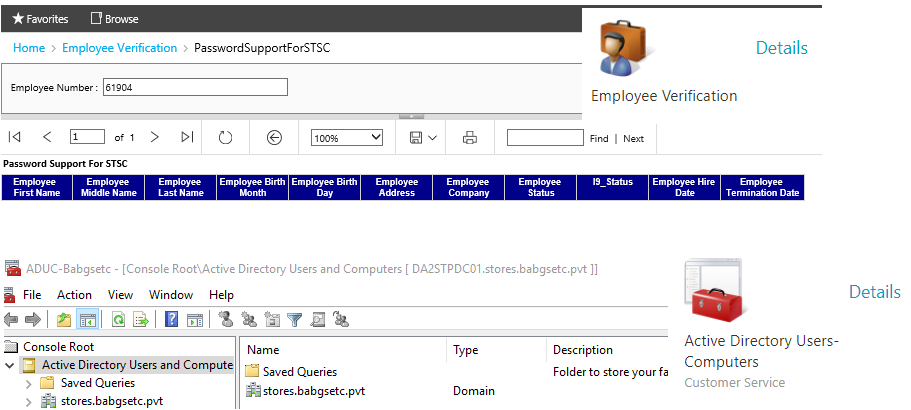 Favorites Browse
Home > Employee Verification > PasswordSupportForSTSC
Details
Employee Number : 61904
Employee Verification
1 of 1 100% Find | Next
Password Support For STSC
Employee First Name Employee Middle Name Employee Last Name Employee Birth Month Employee Birth Day Employee Address Employee Company Employee Status I9_Status Employee Hire Date Employee Termination Date
ADUC-Babgsetc - [Console Root\Active Directory Users and Computers [ DA2STPDC01.stores.babgsetc.pvt ]]
File Action View Window Help
Details
Console Root
Active Directory Users and Compute
Saved Queries
stores.babgsetc.pvt
Name Type Description
Saved Queries Folder to store your fa
stores.babgsetc.pvt Domain
Active Directory Users-
Computers
Customer Service